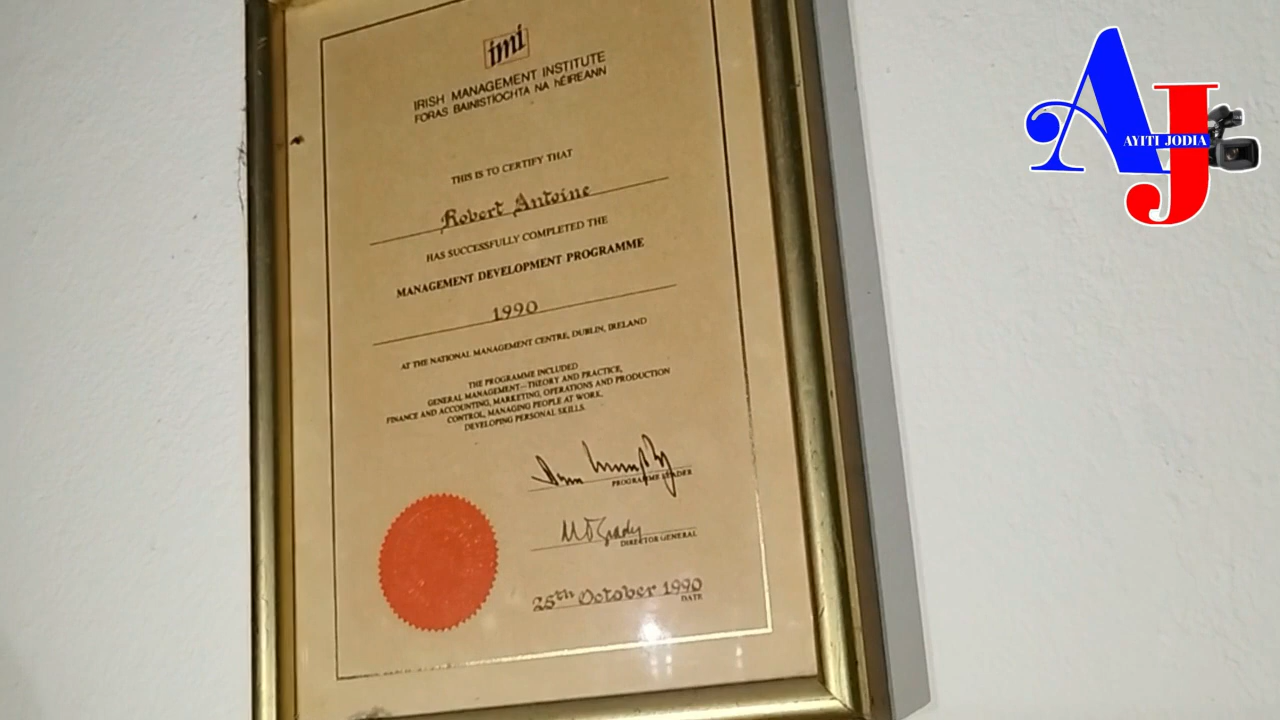 imi
IRISH MANAGEMENT INSTITUTE
FORAS BAINISTÍOCHTA NA hÉIREANN
THIS IS TO CERTIFY THAT
Robert Antoine
HAS SUCCESSFULLY COMPLETED THE
MANAGEMENT DEVELOPMENT PROGRAMME
1990
AT THE NATIONAL MANAGEMENT CENTRE, DUBLIN, IRELAND
THE PROGRAMME INCLUDED
GENERAL MANAGEMENT—THEORY AND PRACTICE,
FINANCE AND ACCOUNTING, MARKETING, OPERATIONS AND PRODUCTION
CONTROL, MANAGING PEOPLE AT WORK,
DEVELOPING PERSONAL SKILLS.
PROGRAMME LEADER
DIRECTOR GENERAL
25th October 1990
DATE
AJ
AYITI JODIA